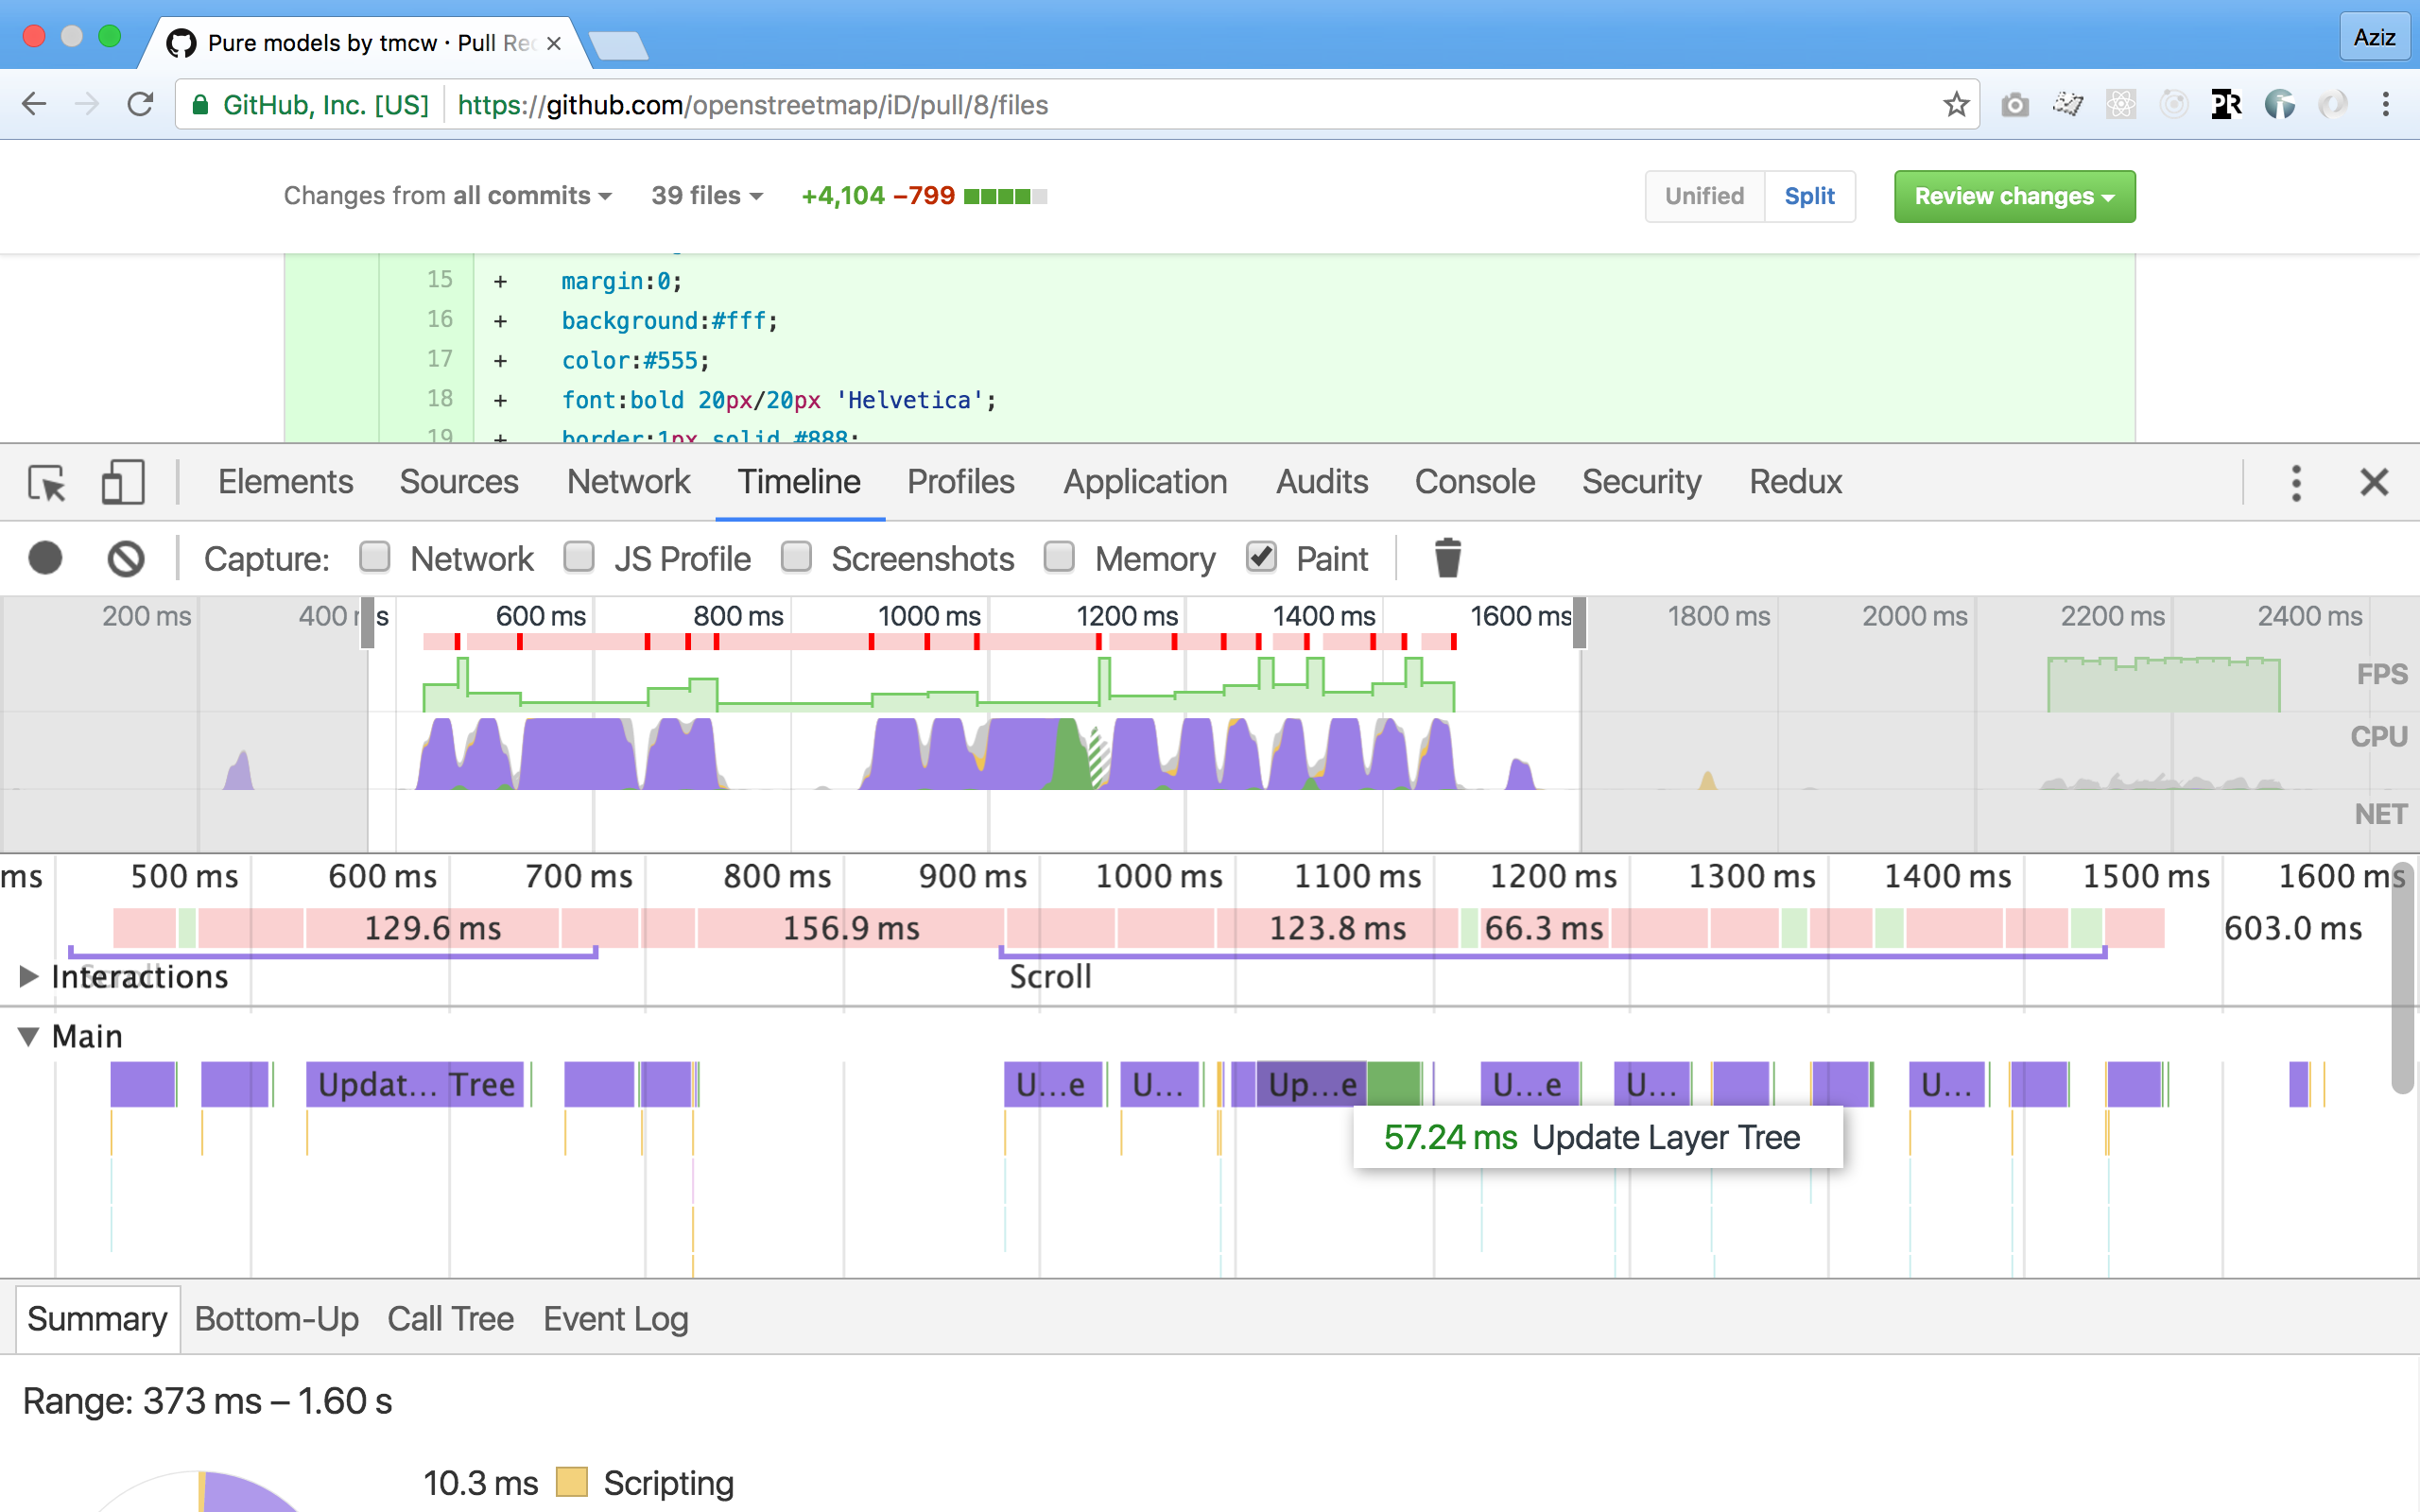 Pure models by tmcw · Pull Re
Aziz
GitHub, Inc. [US] https://github.com/openstreetmap/iD/pull/8/files
PR
Changes from all commits 39 files +4,104 −799 Unified Split Review changes
15 + margin:0;
16 + background:#fff;
17 + color:#555;
18 + font:bold 20px/20px 'Helvetica';
19 + border:1px solid #888;
Elements Sources Network Timeline Profiles Application Audits Console Security Redux
Capture: Network JS Profile Screenshots Memory Paint
200 ms 400 ms 600 ms 800 ms 1000 ms 1200 ms 1400 ms 1600 ms 1800 ms 2000 ms 2200 ms 2400 ms
FPS
CPU
NET
ms 500 ms 600 ms 700 ms 800 ms 900 ms 1000 ms 1100 ms 1200 ms 1300 ms 1400 ms 1500 ms 1600 ms
129.6 ms 156.9 ms 123.8 ms 66.3 ms 603.0 ms
Interactions Scroll Scroll
Main
Updat... Tree U...e U... Up...e U...e U... U...
57.24 ms Update Layer Tree
Summary Bottom-Up Call Tree Event Log
Range: 373 ms – 1.60 s
10.3 ms Scripting